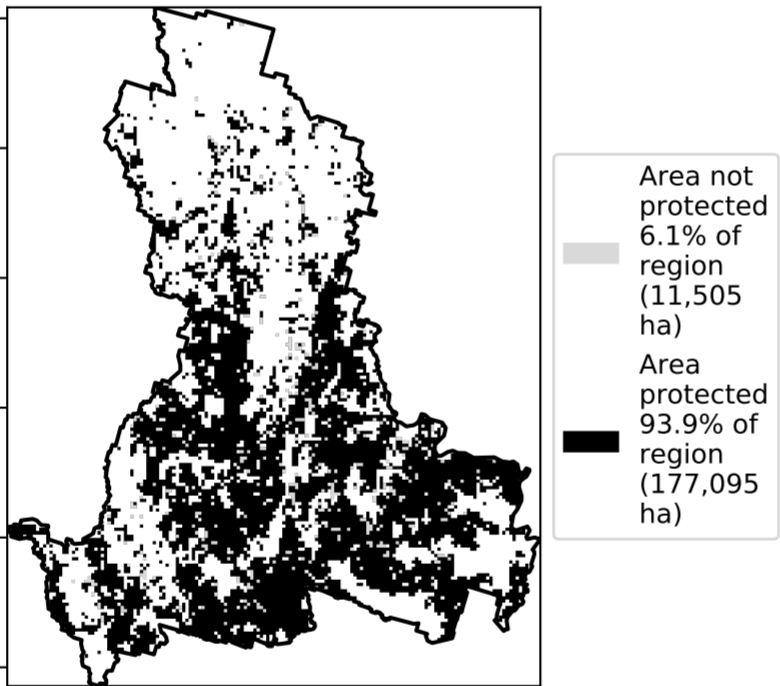 Area not
protected
6.1% of
region
(11,505
ha)
Area
protected
93.9% of
region
(177,095
ha)